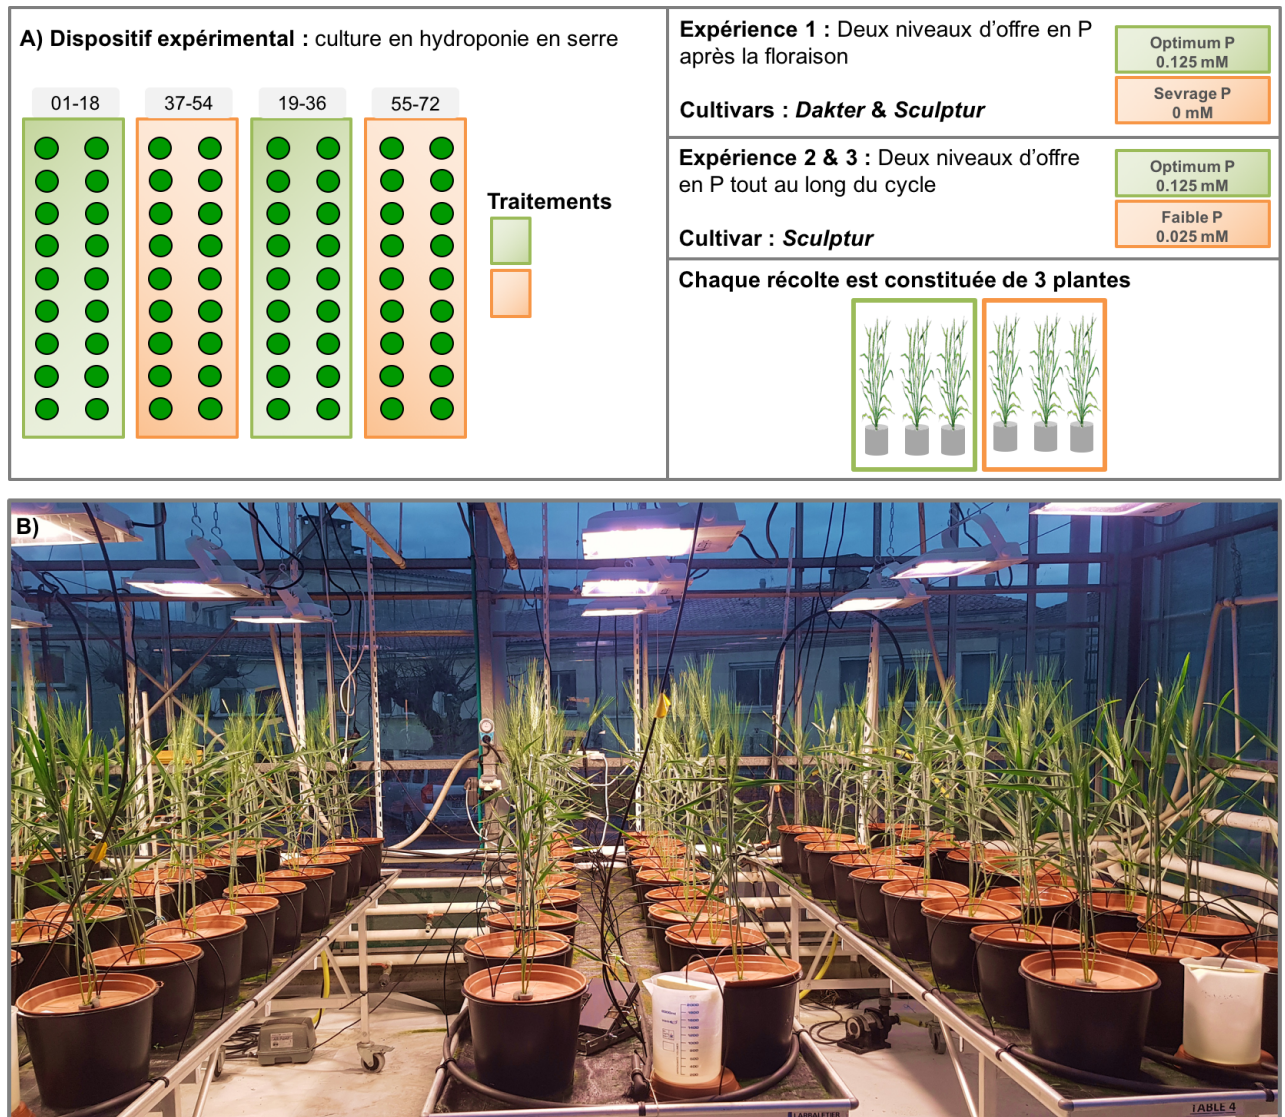 A) Dispositif expérimental : culture en hydroponie en serre
01-18
37-54
19-36
55-72
Traitements
Expérience 1 : Deux niveaux d'offre en P
après la floraison
Cultivars : Dakter & Sculptur
Optimum P
0.125 mM
Sevrage P
0 mM
Expérience 2 & 3 : Deux niveaux d'offre
en P tout au long du cycle
Cultivar : Sculptur
Optimum P
0.125 mM
Faible P
0.025 mM
Chaque récolte est constituée de 3 plantes
B)
TABLE 4